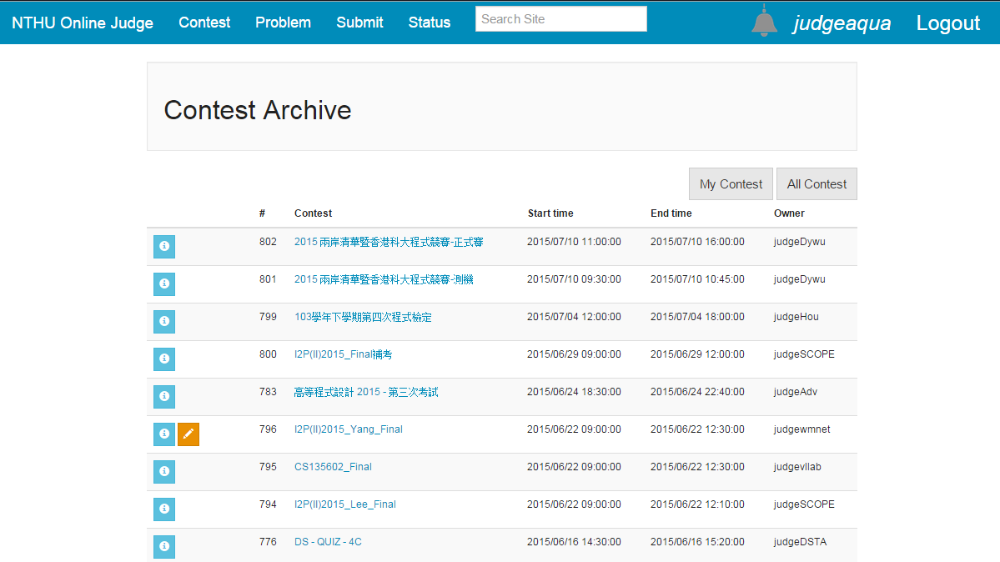 NTHU Online Judge Contest Problem Submit Status Search Site judgeaqua Logout
Contest Archive
My Contest All Contest
# Contest Start time End time Owner
802 2015 兩岸清華暨香港科大程式競賽-正式賽 2015/07/10 11:00:00 2015/07/10 16:00:00 judgeDywu
801 2015 兩岸清華暨香港科大程式競賽-測機 2015/07/10 09:30:00 2015/07/10 10:45:00 judgeDywu
799 103學年下學期第四次程式檢定 2015/07/04 12:00:00 2015/07/04 18:00:00 judgeHou
800 I2P(II)2015_Final補考 2015/06/29 09:00:00 2015/06/29 12:00:00 judgeSCOPE
783 高等程式設計 2015 - 第三次考試 2015/06/24 18:30:00 2015/06/24 22:40:00 judgeAdv
796 I2P(II)2015_Yang_Final 2015/06/22 09:00:00 2015/06/22 12:30:00 judgewmnet
795 CS135602_Final 2015/06/22 09:00:00 2015/06/22 12:30:00 judgevllab
794 I2P(II)2015_Lee_Final 2015/06/22 09:00:00 2015/06/22 12:10:00 judgeSCOPE
776 DS - QUIZ - 4C 2015/06/16 14:30:00 2015/06/16 15:20:00 judgeDSTA